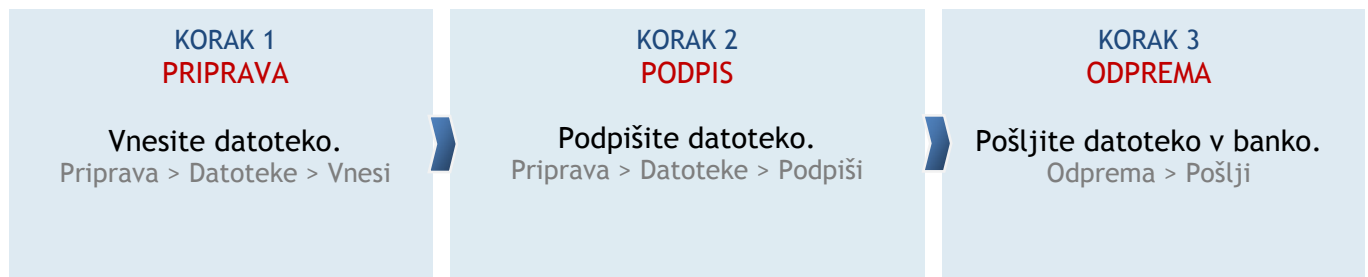 KORAK 1
PRIPRAVA
Vnesite datoteko.
Priprava > Datoteke > Vnesi
KORAK 2
PODPIS
Podpišite datoteko.
Priprava > Datoteke > Podpiši
KORAK 3
ODPREMA
Pošljite datoteko v banko.
Odprema > Pošlji